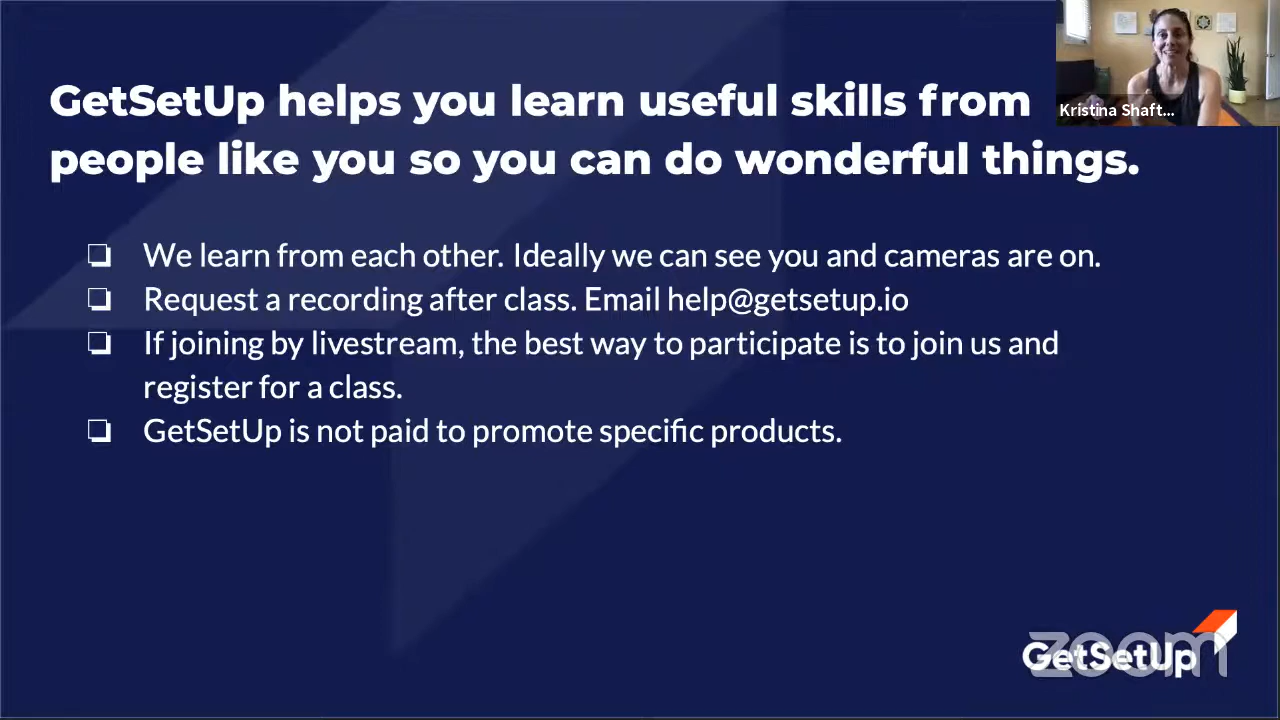 GetSetUp helps you learn useful skills from
people like you so you can do wonderful things.
Kristina Shaft...
❏ We learn from each other. Ideally we can see you and cameras are on.
❏ Request a recording after class. Email help@getsetup.io
❏ If joining by livestream, the best way to participate is to join us and
register for a class.
❏ GetSetUp is not paid to promote specific products.
zoom
GetSetUp